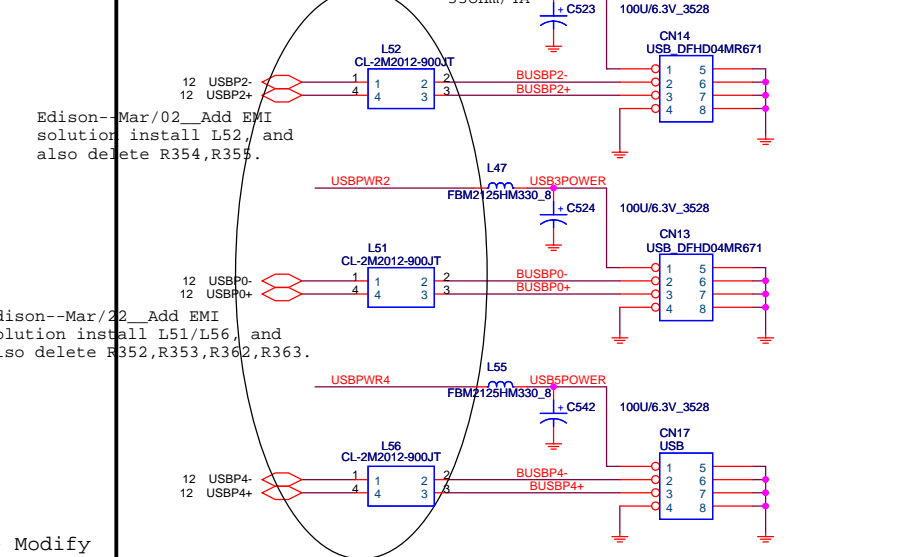 C523
100U/6.3V_3528
CN14
USB_DFHD04MR671
L52
CL-2M2012-900JT
12 USBP2-
12 USBP2+
1 1 2 2
4 4 3 3
BUSBP2-
BUSBP2+
1 5
2 6
3 7
4 8
Edison--Mar/02__Add EMI
solution install L52, and
also delete R354,R355.
L47
USBPWR2
USB3POWER
FBM2125HM330_8
C524
100U/6.3V_3528
CN13
USB_DFHD04MR671
L51
CL-2M2012-900JT
12 USBP0-
12 USBP0+
1 1 2 2
4 4 3 3
BUSBP0-
BUSBP0+
1 5
2 6
3 7
4 8
dison--Mar/22__Add EMI
olution install L51/L56, and
lso delete R352,R353,R362,R363.
L55
USBPWR4
USB5POWER
FBM2125HM330_8
C542
100U/6.3V_3528
CN17
USB
L56
CL-2M2012-900JT
12 USBP4-
12 USBP4+
1 1 2 2
4 4 3 3
BUSBP4-
BUSBP4+
1 5
2 6
3 7
4 8
Modify